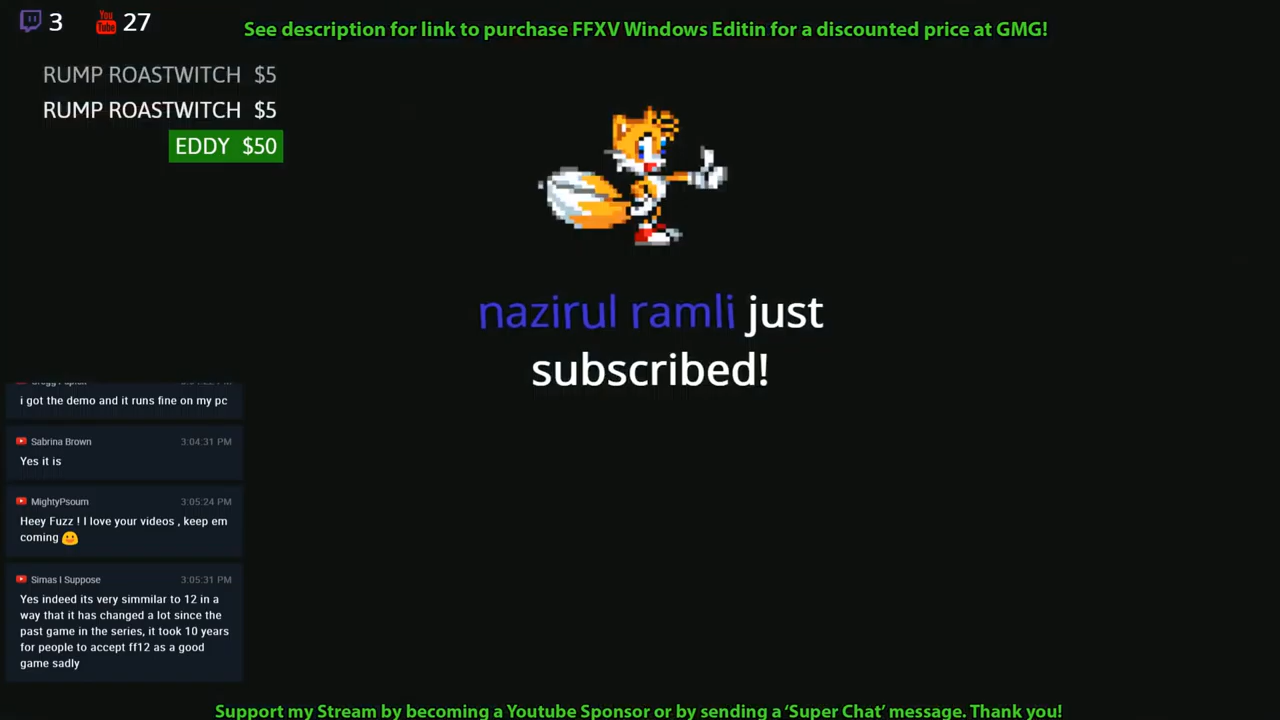 3
You Tube 27
See description for link to purchase FFXV Windows Editin for a discounted price at GMG!
RUMP ROASTWITCH $5
RUMP ROASTWITCH $5
EDDY $50
nazirul ramli just
subscribed!
i got the demo and it runs fine on my pc
Sabrina Brown 3:04:31 PM
Yes it is
MightyPsoum 3:05:24 PM
Heey Fuzz ! I love your videos , keep em
coming
Simas I Suppose 3:05:31 PM
Yes indeed its very simmilar to 12 in a
way that it has changed a lot since the
past game in the series, it took 10 years
for people to accept ff12 as a good
game sadly
Support my Stream by becoming a Youtube Sponsor or by sending a ‘Super Chat’ message. Thank you!